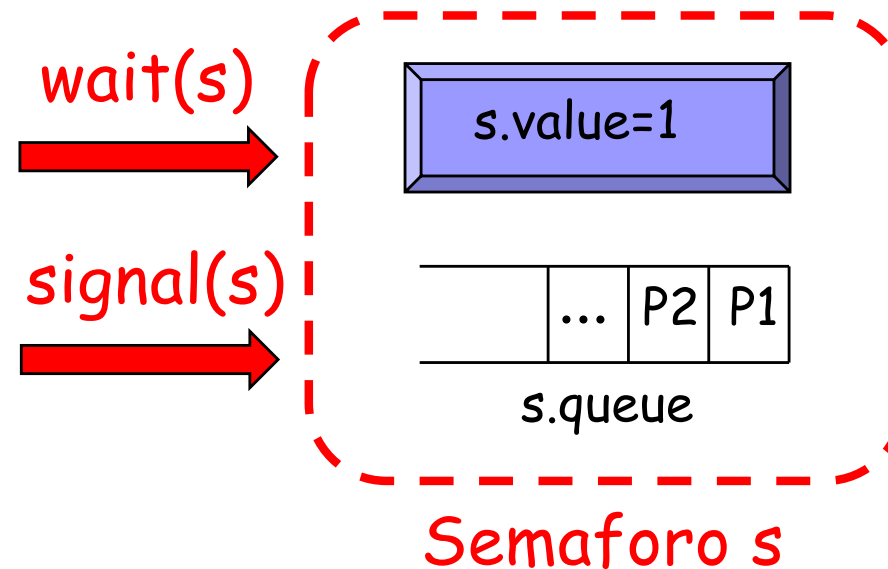 wait(s)
s.value=1
signal(s)
... P2 P1
s.queue
Semaforo s